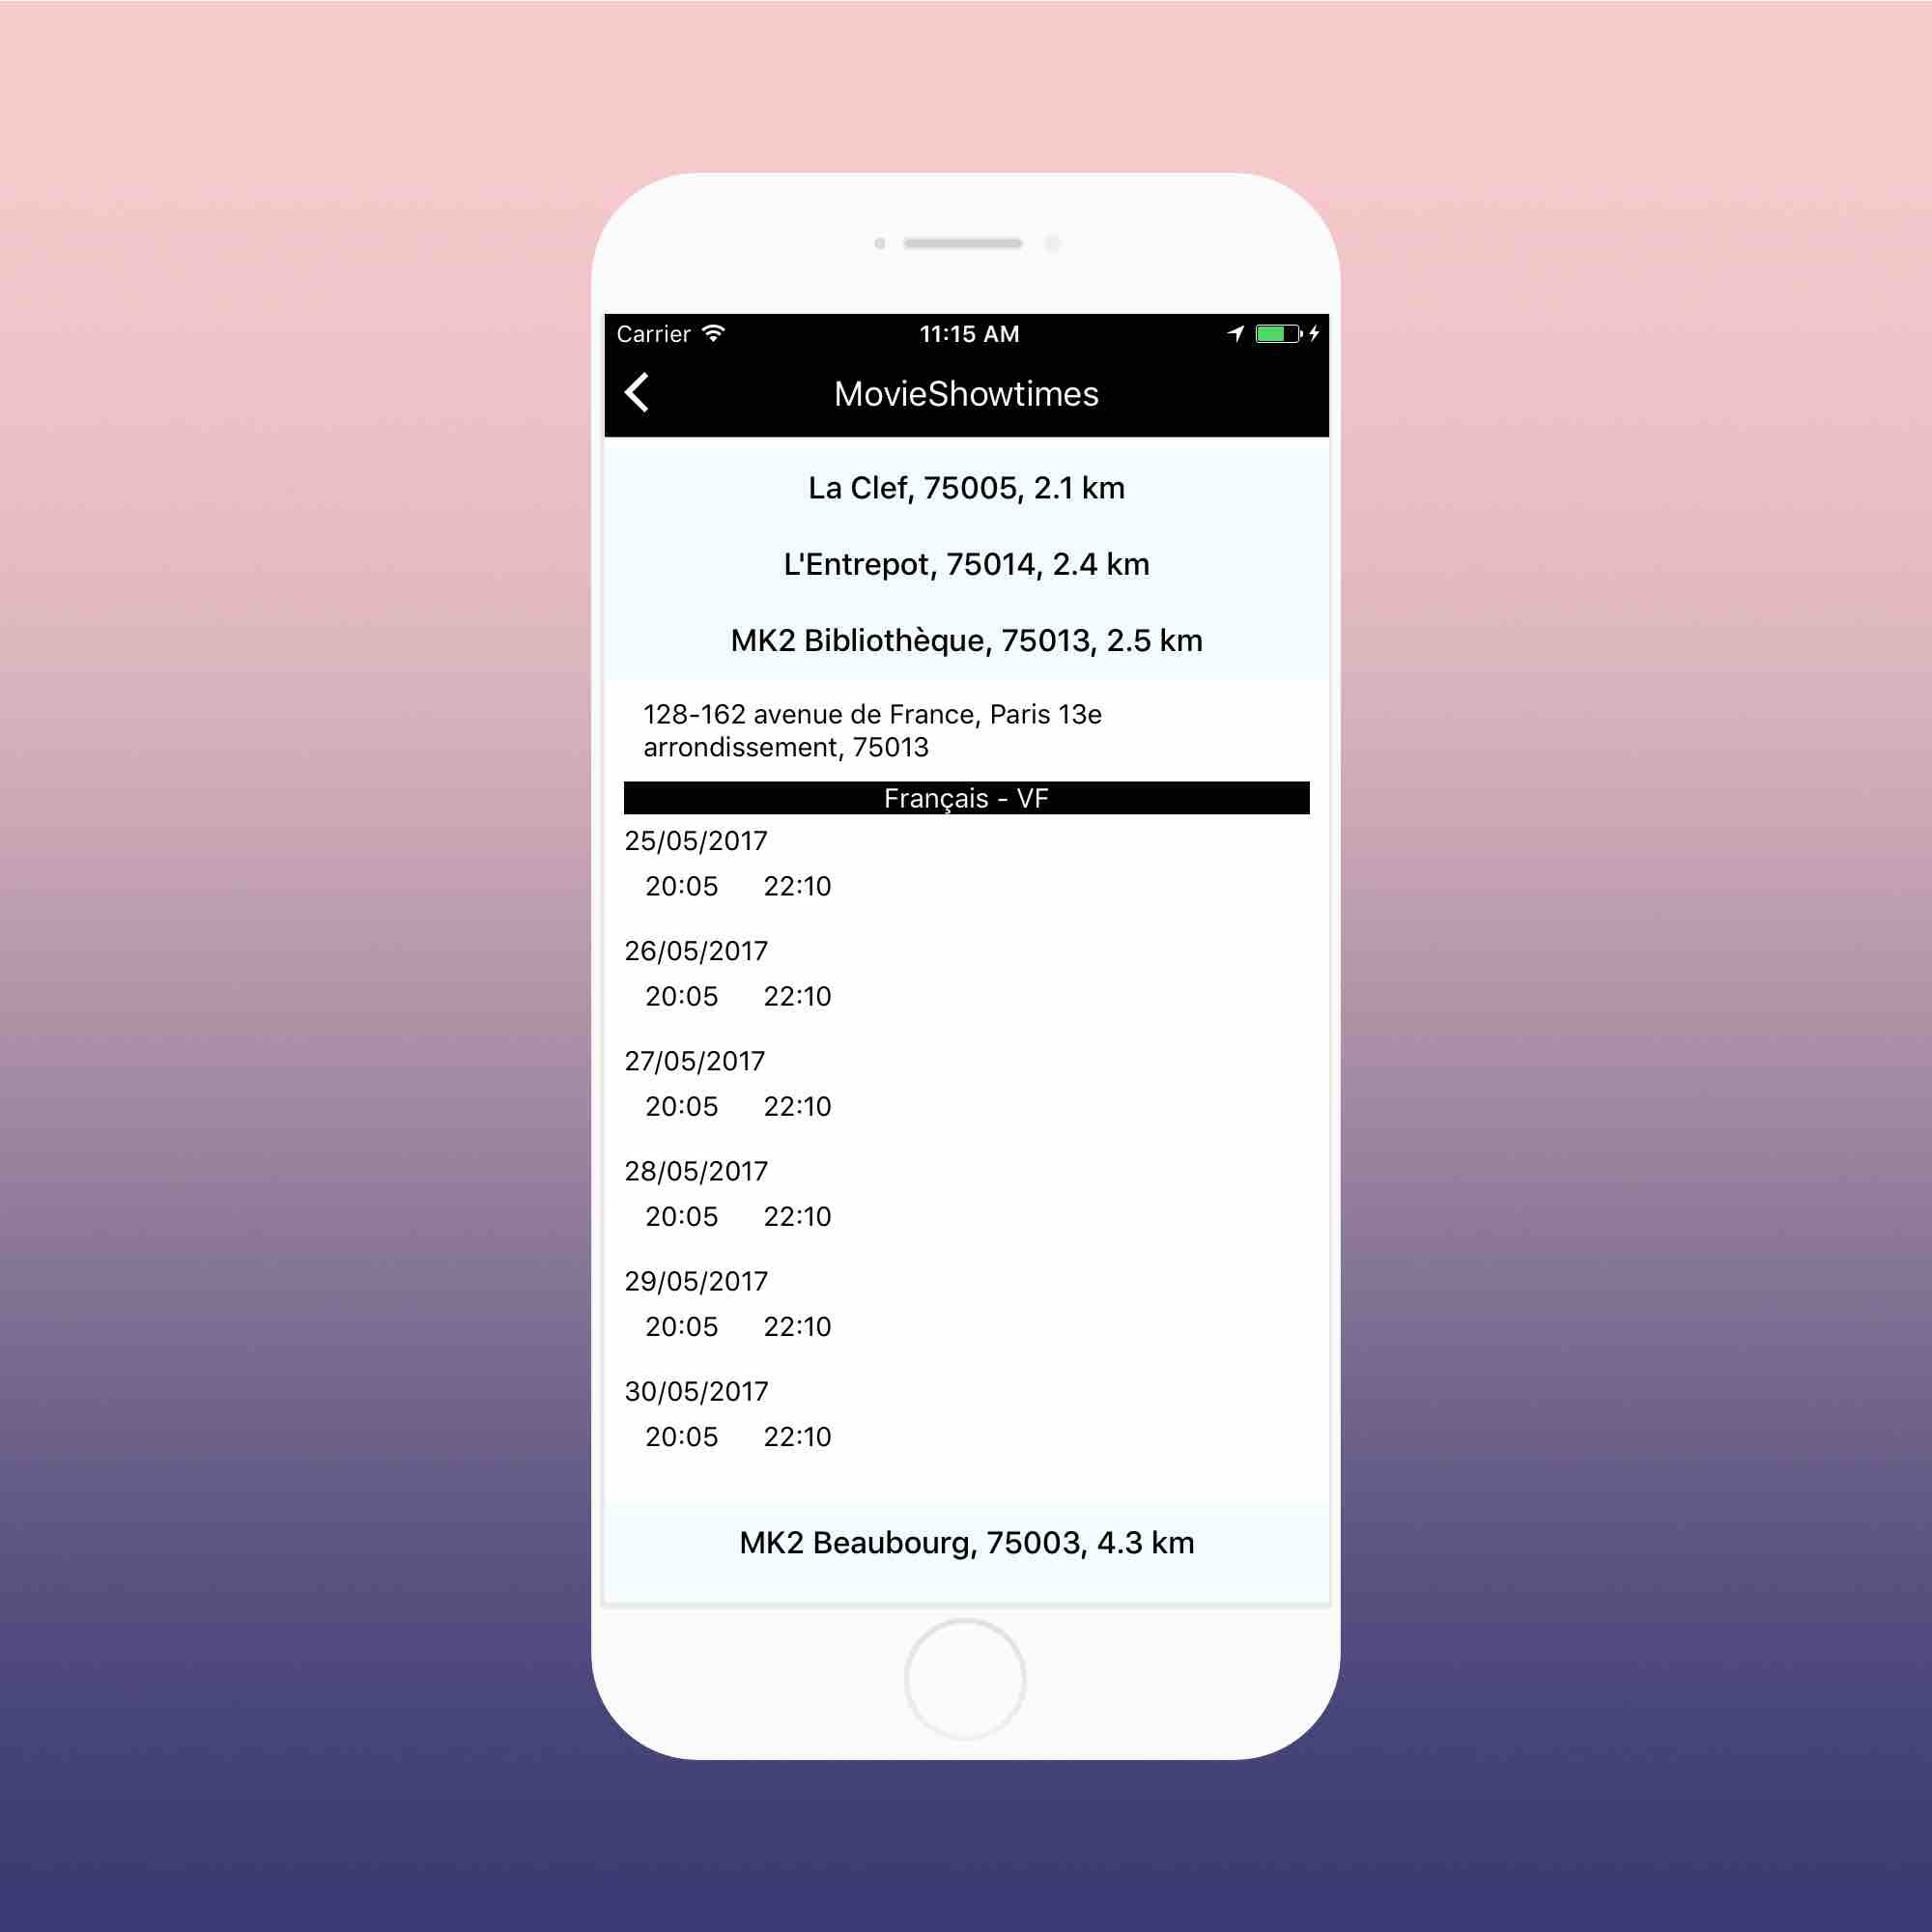 Carrier 11:15 AM
MovieShowtimes
La Clef, 75005, 2.1 km
L'Entrepot, 75014, 2.4 km
MK2 Bibliothèque, 75013, 2.5 km
128-162 avenue de France, Paris 13e
arrondissement, 75013
Français - VF
25/05/2017
20:05 22:10
26/05/2017
20:05 22:10
27/05/2017
20:05 22:10
28/05/2017
20:05 22:10
29/05/2017
20:05 22:10
30/05/2017
20:05 22:10
MK2 Beaubourg, 75003, 4.3 km